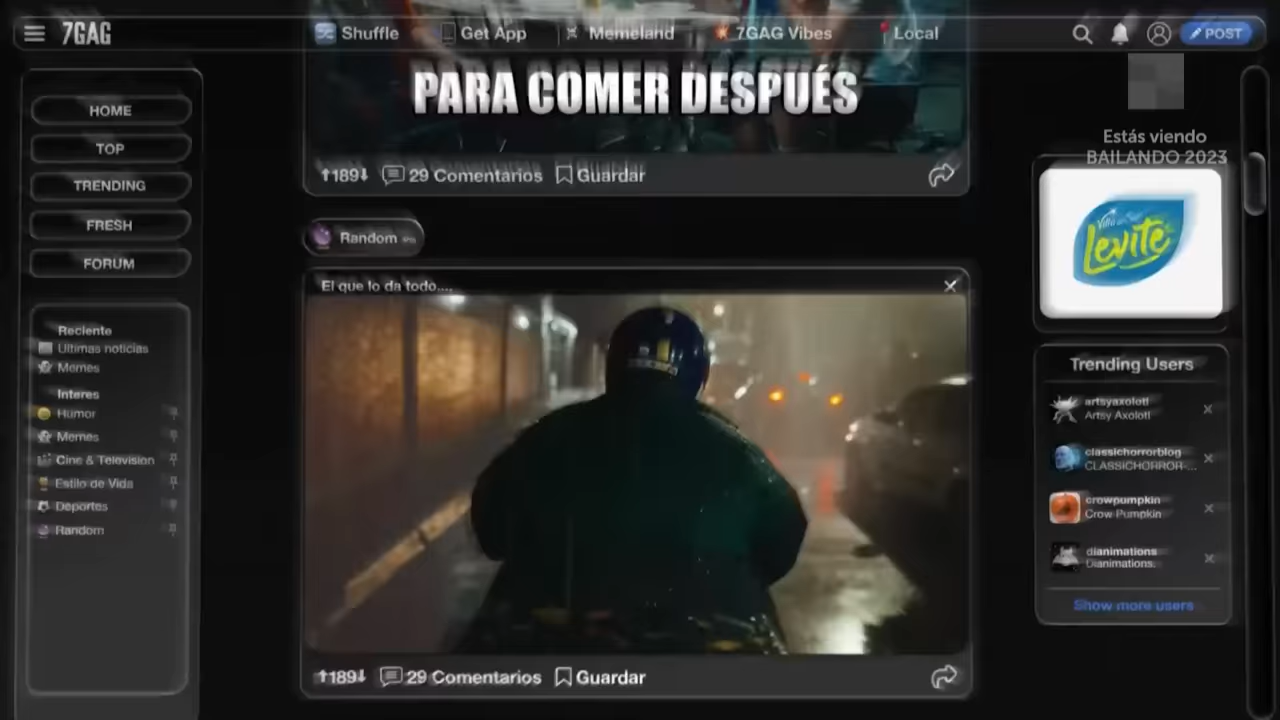 7GAG
Shuffle
Get App
Memeland
7GAG Vibes
Local
POST
PARA COMER DESPUÉS
189
29 Comentarios
Guardar
Random
El que lo da todo....
189
29 Comentarios
Guardar
HOME
TOP
TRENDING
FRESH
FORUM
Reciente
Ultimas noticias
Memes
Interes
Humor
Memes
Cine & Television
Estilo de Vida
Deportes
Random
Estás viendo
BAILANDO 2023
Levité
Trending Users
artsyaxolotl
Artsy Axolotl
classichorrorblog
CLASSICHORROR-...
crowpumpkin
Crow Pumpkin
dianimations
Dianimations.
Show more users